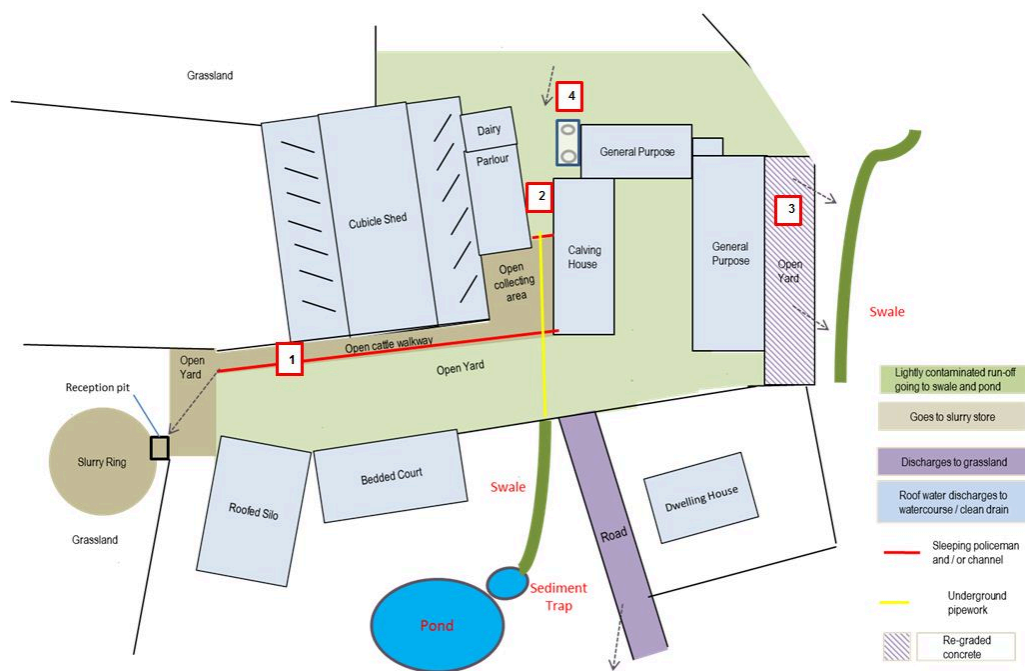 Grassland
4
Dairy
Parlour
General Purpose
2
3
Cubicle Shed
Calving
House
General
Purpose
Open
Yard
Open
collecting
area
Swale
Open cattle walkway
1
Open
Yard
Open Yard
Reception pit
Lightly contaminated run-off
going to swale and pond
Goes to slurry store
Slurry Ring
Bedded Court
Roofed Silo
Swale
Dwelling House
Discharges to grassland
Roof water discharges to
watercourse / clean drain
Grassland
Road
Sleeping policeman
and / or channel
Sediment
Trap
Pond
Underground
pipework
Re-graded
concrete